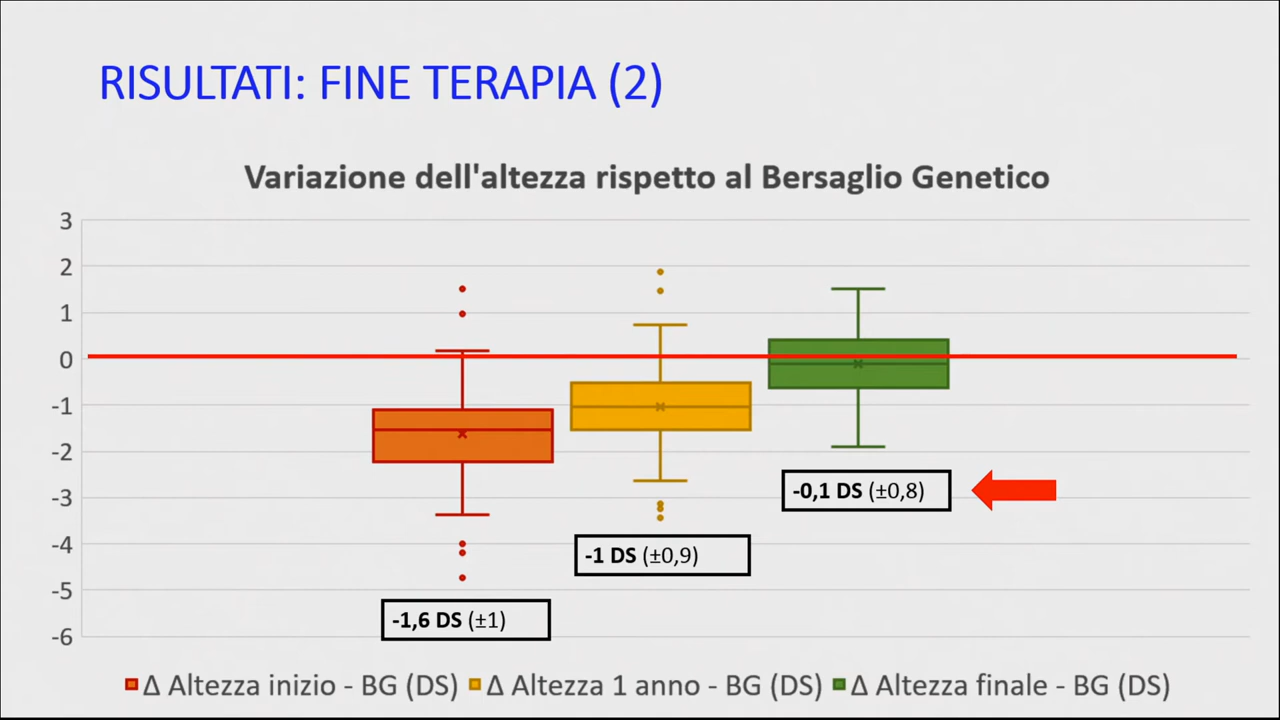 RISULTATI: FINE TERAPIA (2)
Variazione dell'altezza rispetto al Bersaglio Genetico
3
2
1
0
-1
-2
-3
-4
-5
-6
-0,1 DS (±0,8)
-1 DS (±0,9)
-1,6 DS (±1)
Δ Altezza inizio - BG (DS) Δ Altezza 1 anno - BG (DS) Δ Altezza finale - BG (DS)